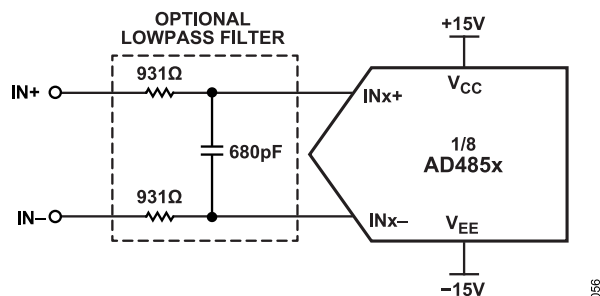 OPTIONAL
LOWPASS FILTER
+15V
931Ω
IN+
INx+
VCC
680pF
1/8
AD485x
931Ω
IN–
INx–
VEE
–15V
056